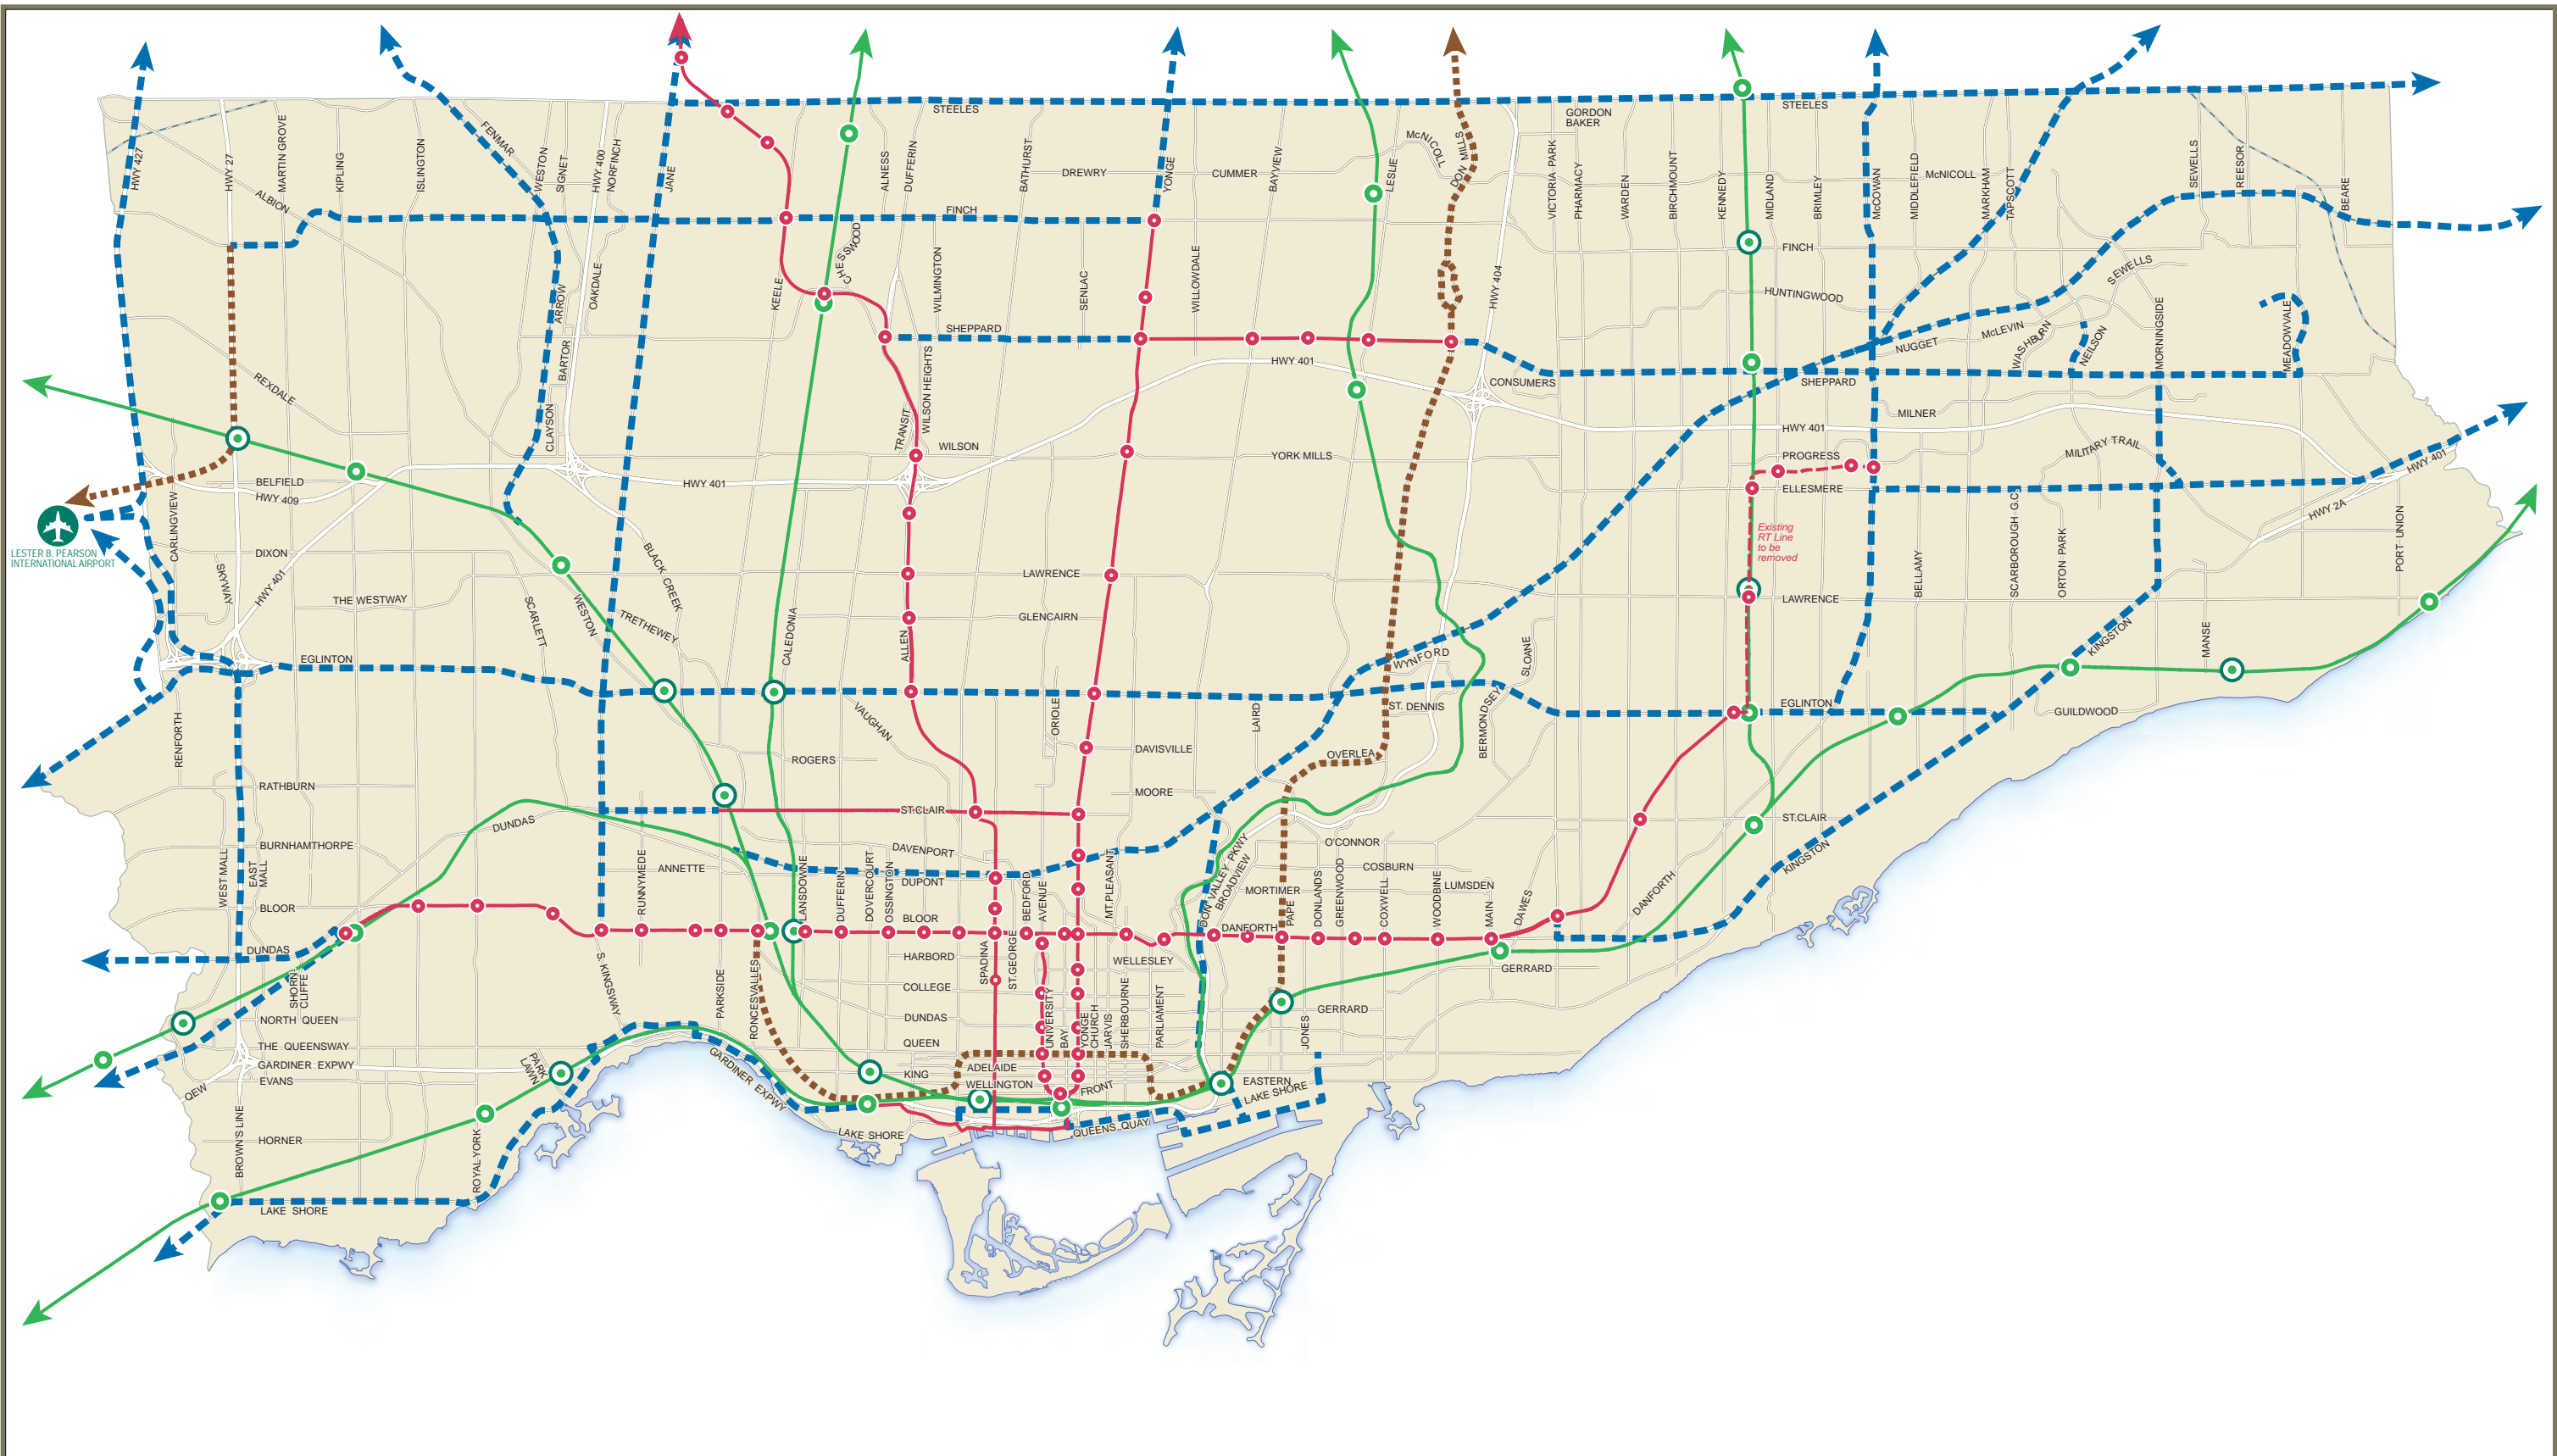 STEELES
GORDON
BAKER
STEELES
HWY 427
HWY 27
MARTIN GROVE
KIPLING
ISLINGTON
FENMAR
WESTON
SIGNET
HWY 400
NORFINCH
JANE
ALNESS
DUFFERIN
BATHURST
DREWRY
YONGE
CUMMER
BAYVIEW
LESLIE
McNICOLL
DON MILLS
VICTORIA PARK
PHARMACY
WARDEN
BIRCHMOUNT
KENNEDY
MIDLAND
BRIMLEY
McCOWAN
MIDDLEFIELD
McNICOLL
MARKHAM
TAPSCOTT
SEWELLS
REESOR
BEARE
ALBION
FINCH
FINCH
CHESSWOOD
KEELE
WILMINGTON
SENLAC
WILLOWDALE
HWY 404
HUNTINGWOOD
SEWELLS
ARROW
OAKDALE
BARTOR
SHEPPARD
HWY 401
CONSUMERS
SHEPPARD
NUGGET
McLEVIN
WASHBURN
NEILSON
MORNINGSIDE
MEADOWVALE
REXDALE
CLAYSON
TRANSIT
WILSON HEIGHTS
WILSON
YORK MILLS
HWY 401
MILNER
MILITARY TRAIL
PROGRESS
ELLESMERE
HWY 401
HWY 2A
BELFIELD
HWY 409
HWY 401
CARLINGVIEW
LESTER B. PEARSON
INTERNATIONAL AIRPORT
DIXON
SKYWAY
HWY 401
THE WESTWAY
BLACK CREEK
SCARLETT
WESTON
TRETHEWEY
CALEDONIA
ALLEN
LAWRENCE
GLENCAIRN
Existing
RT Line
to be
removed
LAWRENCE
BELLAMY
SCARBOROUGH G.C.
ORTON PARK
PORT UNION
KINGSTON
MANSE
EGLINTON
WYNFORD
SLOANE
ST. DENNIS
BERMONDSEY
EGLINTON
GUILDWOOD
RENFORTH
VAUGHAN
ORIOLE
LAIRD
ROGERS
DAVISVILLE
OVERLEA
RATHBURN
MOORE
ST.CLAIR
ST.CLAIR
DUNDAS
BURNHAMTHORPE
DAVENPORT
O'CONNOR
COSBURN
KINGSTON
WEST MALL
EAST
MALL
ANNETTE
RUNNYMEDE
DUPONT
MT.PLEASANT
DON VALLEY PKWY
BROADVIEW
MORTIMER
LUMSDEN
BLOOR
LANSDOWNE
DUFFERIN
DOVERCOURT
OSSINGTON
BLOOR
BEDFORD
AVENUE
DANFORTH
PAPE
DONLANDS
GREENWOOD
COXWELL
WOODBINE
MAIN
DAWES
DANFORTH
DUNDAS
SHORN-
CLIFFE
S. KINGSWAY
PARKSIDE
RONCESVALLES
HARBORD
SPADINA
ST.GEORGE
WELLESLEY
GERRARD
COLLEGE
NORTH QUEEN
DUNDAS
UNIVERSITY
BAY
YONGE
CHURCH
JARVIS
SHERBOURNE
PARLIAMENT
GERRARD
JONES
THE QUEENSWAY
GARDINER EXPWY
EVANS
QEW
PARK
LAWN
GARDINER EXPWY
QUEEN
KING
ADELAIDE
WELLINGTON
FRONT
EASTERN
LAKE SHORE
BROWN'S LINE
HORNER
ROYAL YORK
LAKE SHORE
QUEENS QUAY
LAKE SHORE